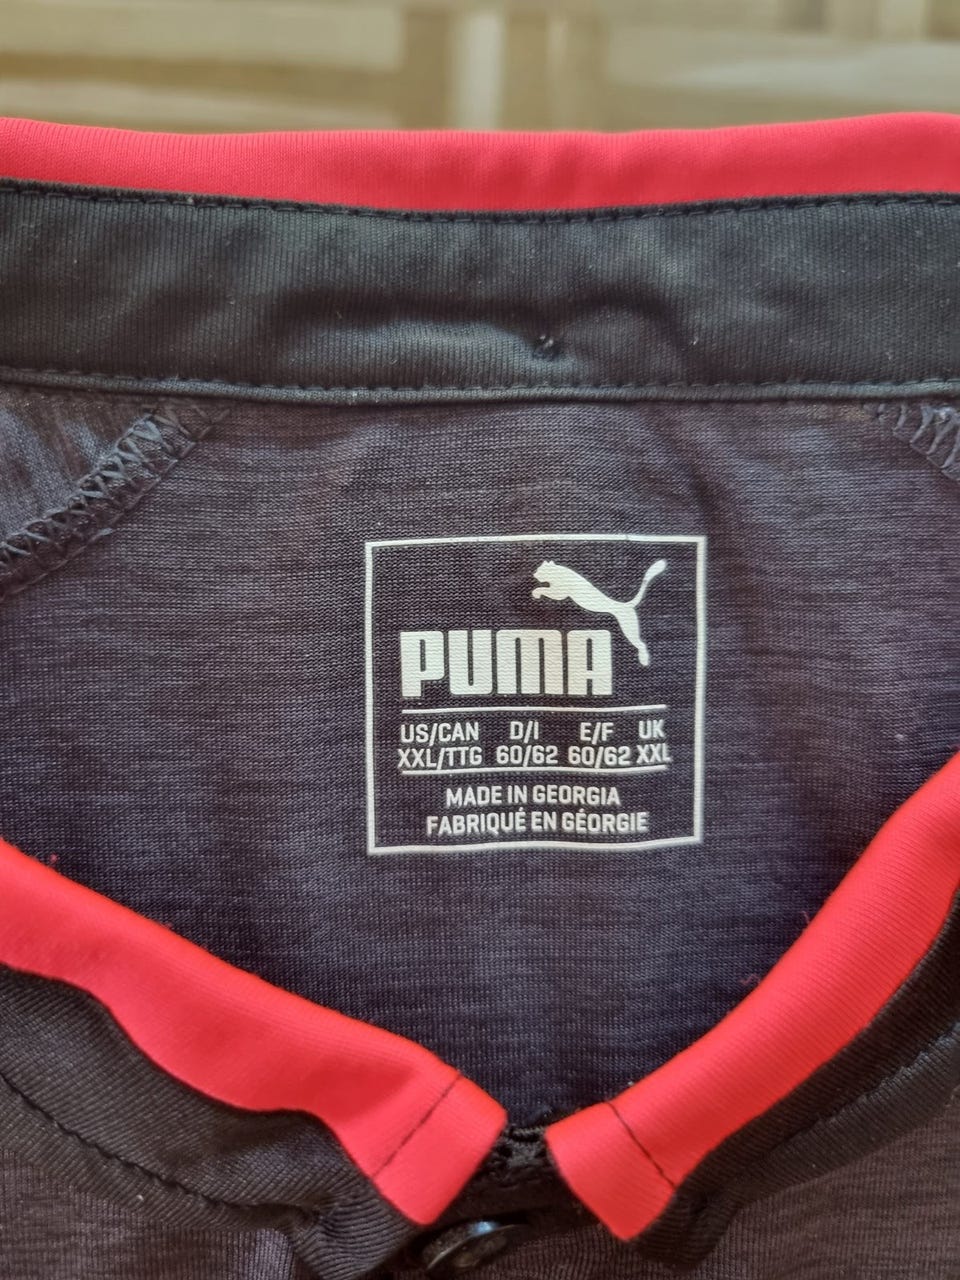 PUMA
US/CAN D/I E/F UK
XXL/TTG 60/62 60/62 XXL
MADE IN GEORGIA
FABRIQUÉ EN GÉORGIE